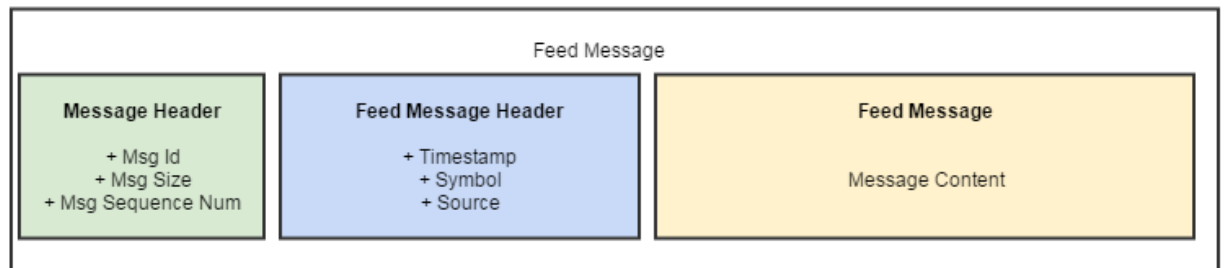 Feed Message
Message Header
+ Msg Id
+ Msg Size
+ Msg Sequence Num
Feed Message Header
+ Timestamp
+ Symbol
+ Source
Feed Message
Message Content